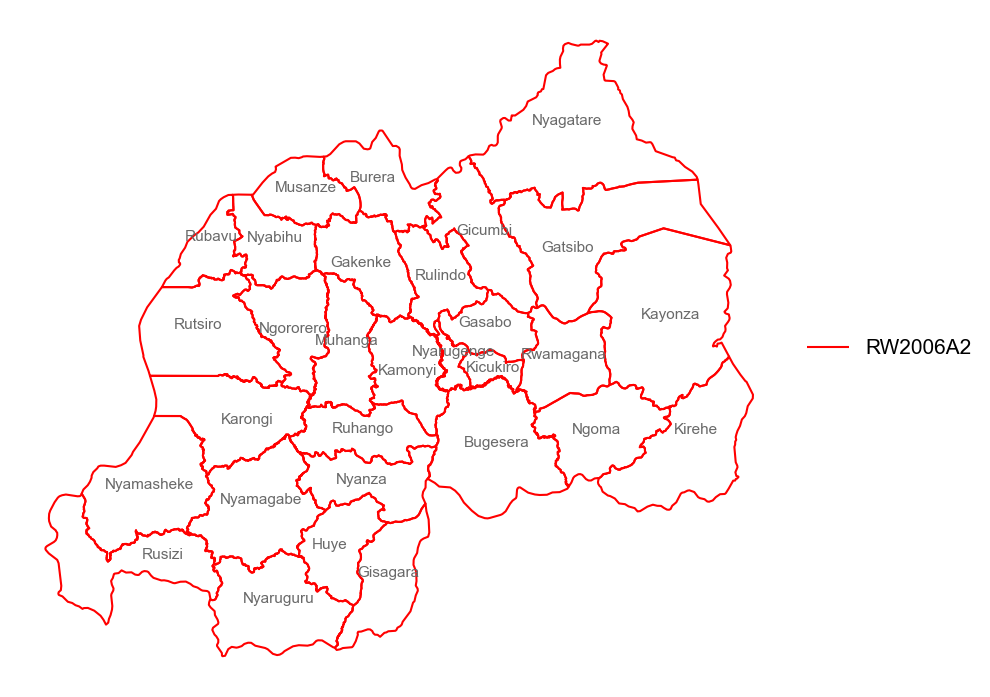 Nyagatare
Burera
Musanze
Gicumbi
Rubavu
Nyabihu
Gatsibo
Gakenke
Rulindo
Kayonza
Rutsiro
Ngororero
Gasabo
Muhanga
RW2006A2
Nyarugenge
Rwamagana
Kicukiro
Kamonyi
Karongi
Ruhango
Ngoma
Kirehe
Bugesera
Nyamasheke
Nyanza
Nyamagabe
Huye
Rusizi
Gisagara
Nyaruguru